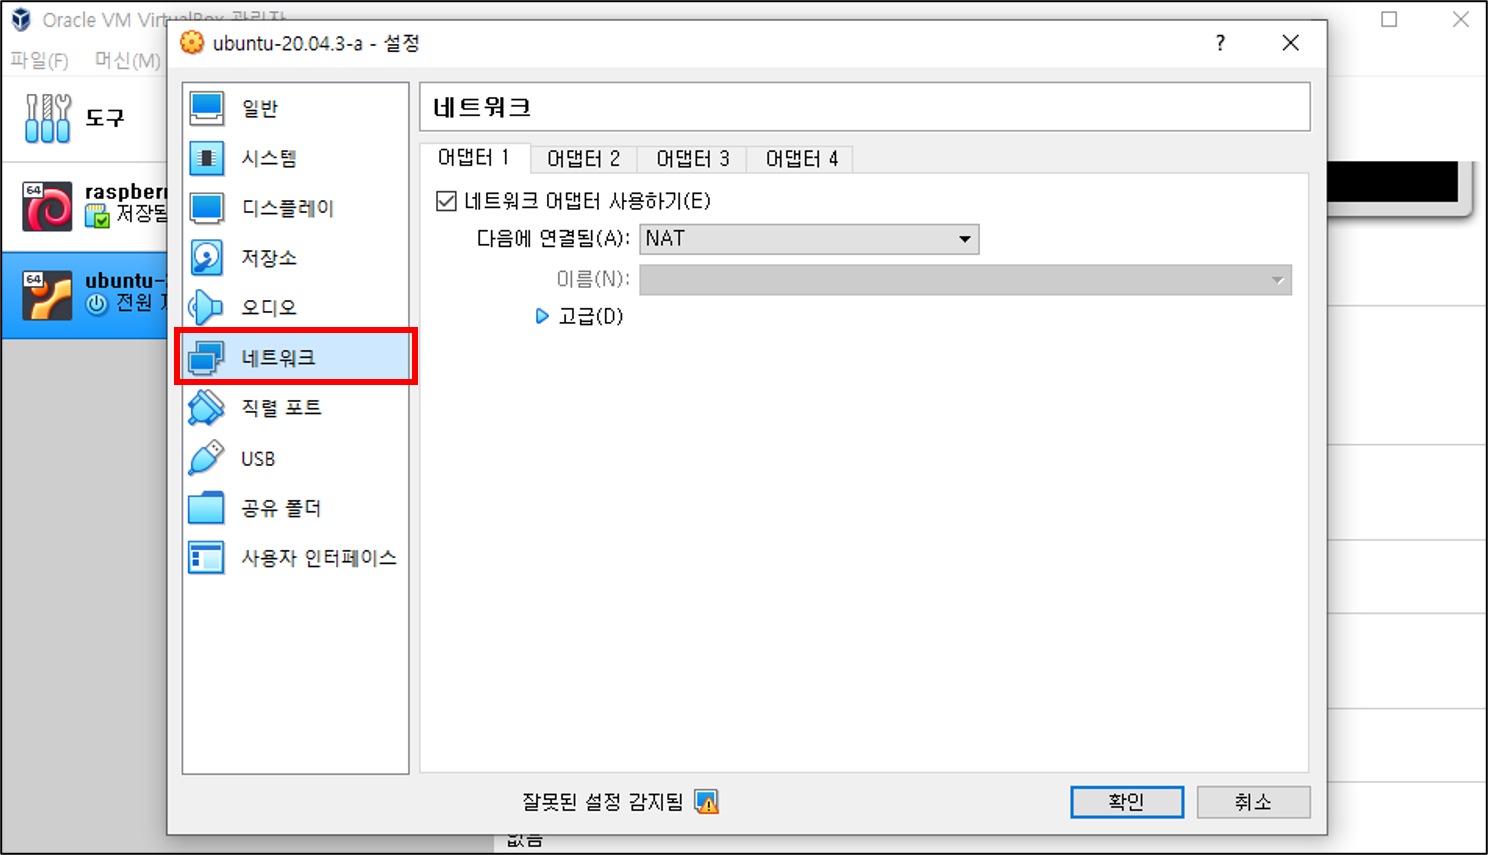 Oracle VM VirtualBox 관리자
파일(F) 머신(M)
도구
64
저장됨
64
전원
ubuntu-20.04.3-a - 설정
?
일반
시스템
디스플레이
저장소
오디오
네트워크
직렬 포트
USB
공유 폴더
사용자 인터페이스
네트워크
어댑터 1 어댑터 2 어댑터 3 어댑터 4
네트워크 어댑터 사용하기(E)
다음에 연결됨(A): NAT
이름(N):
고급(D)
잘못된 설정 감지됨
확인 취소
없음